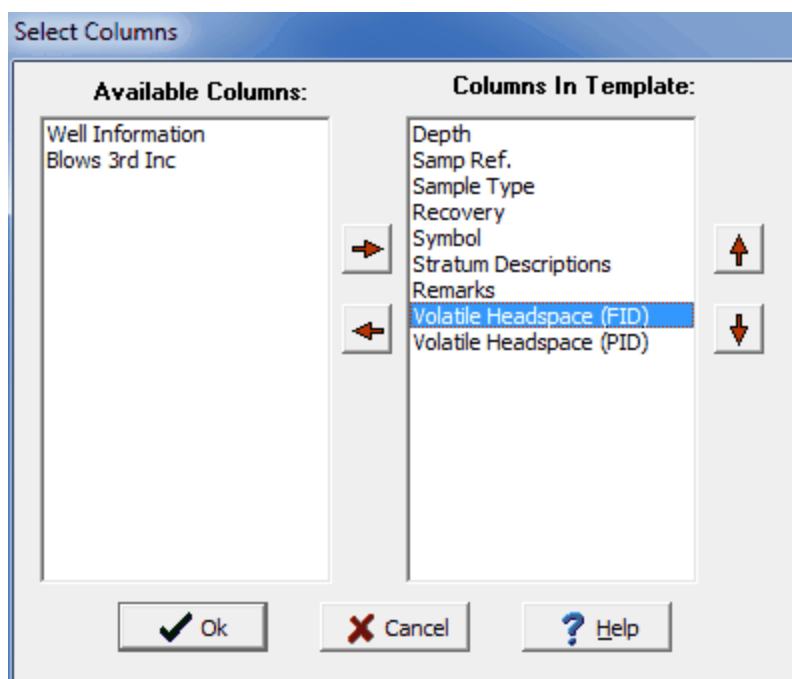 Select Columns
Available Columns:
Well Information
Blows 3rd Inc
Columns In Template:
Depth
Samp Ref.
Sample Type
Recovery
Symbol
Stratum Descriptions
Remarks
Volatile Headspace (FID)
Volatile Headspace (PID)
Ok
Cancel
Help